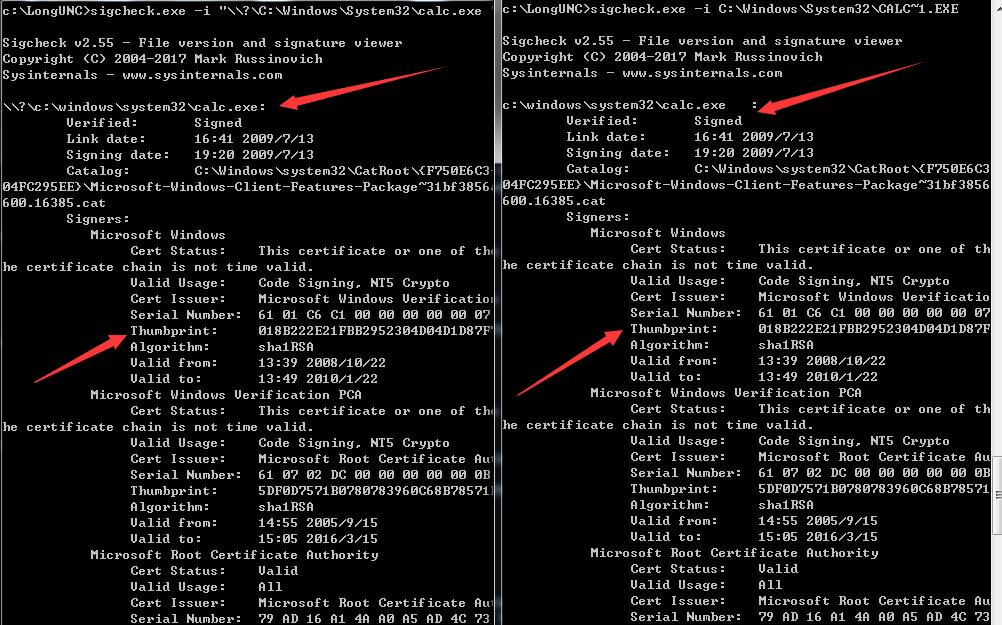 c:\LongUNC>sigcheck.exe -i "\\?\C:\Windows\System32\calc.exe "
Sigcheck v2.55 - File version and signature viewer
Copyright (C) 2004-2017 Mark Russinovich
Sysinternals - www.sysinternals.com
\\?\c:\windows\system32\calc.exe:
Verified: Signed
Link date: 16:41 2009/7/13
Signing date: 19:20 2009/7/13
Catalog: C:\Windows\system32\CatRoot\{F750E6C3
04FC295EE}\Microsoft-Windows-Client-Features-Package~31bf3856
600.16385.cat
Signers:
Microsoft Windows
Cert Status: This certificate or one of the
he certificate chain is not time valid.
Valid Usage: Code Signing, NT5 Crypto
Cert Issuer: Microsoft Windows Verification
Serial Number: 61 01 C6 C1 00 00 00 00 00 07
Thumbprint: 018B222E21FBB2952304D04D1D87F
Algorithm: sha1RSA
Valid from: 13:39 2008/10/22
Valid to: 13:49 2010/1/22
Microsoft Windows Verification PCA
Cert Status: This certificate or one of the
he certificate chain is not time valid.
Valid Usage: Code Signing, NT5 Crypto
Cert Issuer: Microsoft Root Certificate Au
Serial Number: 61 07 02 DC 00 00 00 00 00 0B
Thumbprint: 5DF0D7571B0780783960C68B78571
Algorithm: sha1RSA
Valid from: 14:55 2005/9/15
Valid to: 15:05 2016/3/15
Microsoft Root Certificate Authority
Cert Status: Valid
Valid Usage: All
Cert Issuer: Microsoft Root Certificate Au
Serial Number: 79 AD 16 A1 4A A0 A5 AD 4C 73
c:\LongUNC>sigcheck.exe -i C:\Windows\System32\CALC~1.EXE
Sigcheck v2.55 - File version and signature viewer
Copyright (C) 2004-2017 Mark Russinovich
Sysinternals - www.sysinternals.com
c:\windows\system32\calc.exe :
Verified: Signed
Link date: 16:41 2009/7/13
Signing date: 19:20 2009/7/13
Catalog: C:\Windows\system32\CatRoot\{F750E6C3
04FC295EE}\Microsoft-Windows-Client-Features-Package~31bf3856
600.16385.cat
Signers:
Microsoft Windows
Cert Status: This certificate or one of th
he certificate chain is not time valid.
Valid Usage: Code Signing, NT5 Crypto
Cert Issuer: Microsoft Windows Verificatio
Serial Number: 61 01 C6 C1 00 00 00 00 00 07
Thumbprint: 018B222E21FBB2952304D04D1D87F
Algorithm: sha1RSA
Valid from: 13:39 2008/10/22
Valid to: 13:49 2010/1/22
Microsoft Windows Verification PCA
Cert Status: This certificate or one of th
he certificate chain is not time valid.
Valid Usage: Code Signing, NT5 Crypto
Cert Issuer: Microsoft Root Certificate Au
Serial Number: 61 07 02 DC 00 00 00 00 00 0B
Thumbprint: 5DF0D7571B0780783960C68B78571
Algorithm: sha1RSA
Valid from: 14:55 2005/9/15
Valid to: 15:05 2016/3/15
Microsoft Root Certificate Authority
Cert Status: Valid
Valid Usage: All
Cert Issuer: Microsoft Root Certificate Au
Serial Number: 79 AD 16 A1 4A A0 A5 AD 4C 73